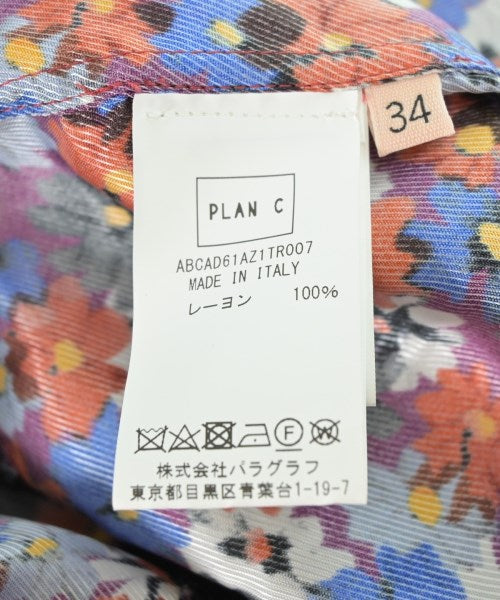 34
PLAN C
ABCAD61AZ1TR007
MADE IN ITALY
レーヨン 100%
F W
株式会社パラグラフ
東京都目黒区青葉台1-19-7